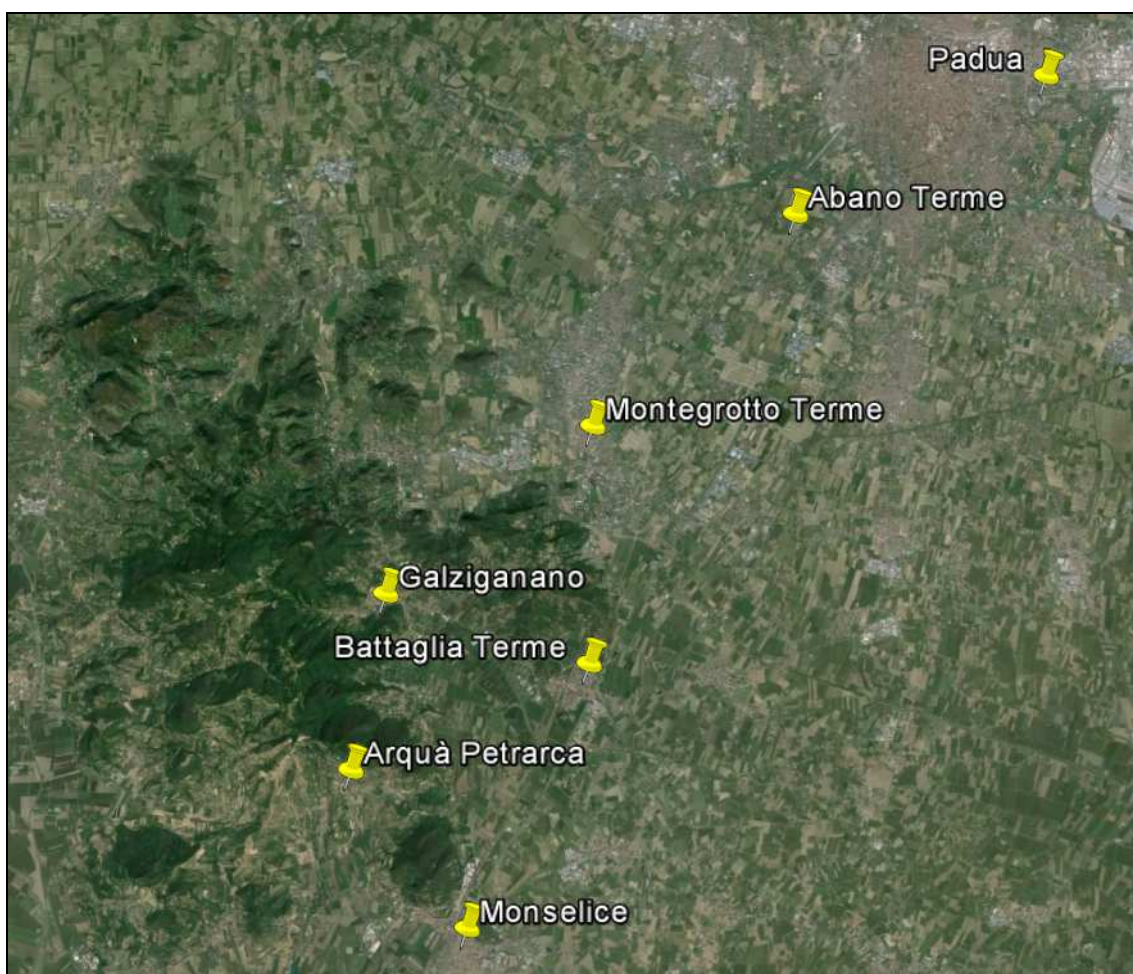 Padua
Abano Terme
Montegrotto Terme
Galziganano
Battaglia Terme
Arquà Petrarca
Monselice